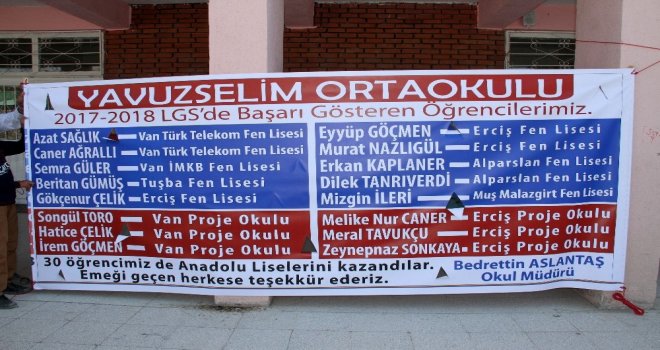 YAVUZSELİM ORTAOKULU
2017-2018 LGS'de Başarı Gösteren Öğrencilerimiz.
Azat SAĞLIK Van Türk Telekom Fen Lisesi
Caner AĞRALLI Van Türk Telekom Fen Lisesi
Semra GÜLER Van İMKB Fen Lisesi
Beritan GÜMÜŞ Tuşba Fen Lisesi
Gökçenur ÇELİK Erciş Fen Lisesi
Songül TORO Van Proje Okulu
Hatice ÇELİK Van Proje Okulu
İrem GÖÇMEN Van Proje Okulu
Eyyüp GÖÇMEN Erciş Fen Lisesi
Murat NAZLIGÜL Erciş Fen Lisesi
Erkan KAPLANER Alparslan Fen Lisesi
Dilek TANRIVERDİ Alparslan Fen Lisesi
Mizgin İLERİ Muş Malazgirt Fen Lisesi
Melike Nur CANER Erciş Proje Okulu
Meral TAVUKÇU Erciş Proje Okulu
Zeynepnaz SONKAYA Erciş Proje Okulu
30 öğrencimiz de Anadolu Liselerini kazandılar.
Emeği geçen herkese teşekkür ederiz.
Bedrettin ASLANTAŞ
Okul Müdürü